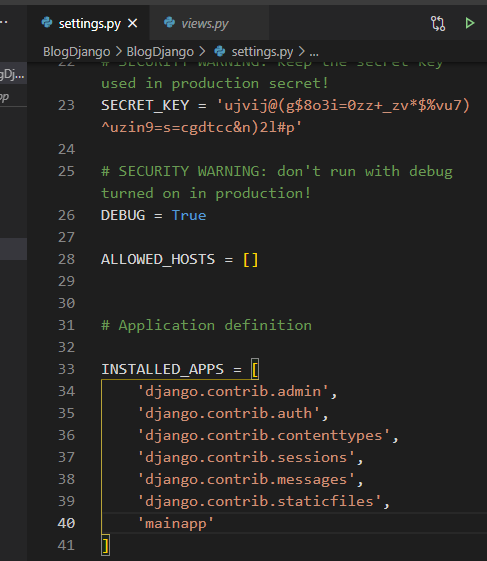 settings.py
views.py
BlogDjango > BlogDjango > settings.py > ...
gDj...
22 # SECURITY WARNING: keep the secret key
used in production secret!
23 SECRET_KEY = 'ujvij@(g$8o3i=0zz+_zv*$%vu7)
^uzin9=s=cgdtcc&n)2l#p'
24
25 # SECURITY WARNING: don't run with debug
turned on in production!
26 DEBUG = True
27
28 ALLOWED_HOSTS = []
29
30
31 # Application definition
32
33 INSTALLED_APPS = [
34 'django.contrib.admin',
35 'django.contrib.auth',
36 'django.contrib.contenttypes',
37 'django.contrib.sessions',
38 'django.contrib.messages',
39 'django.contrib.staticfiles',
40 'mainapp'
41 ]